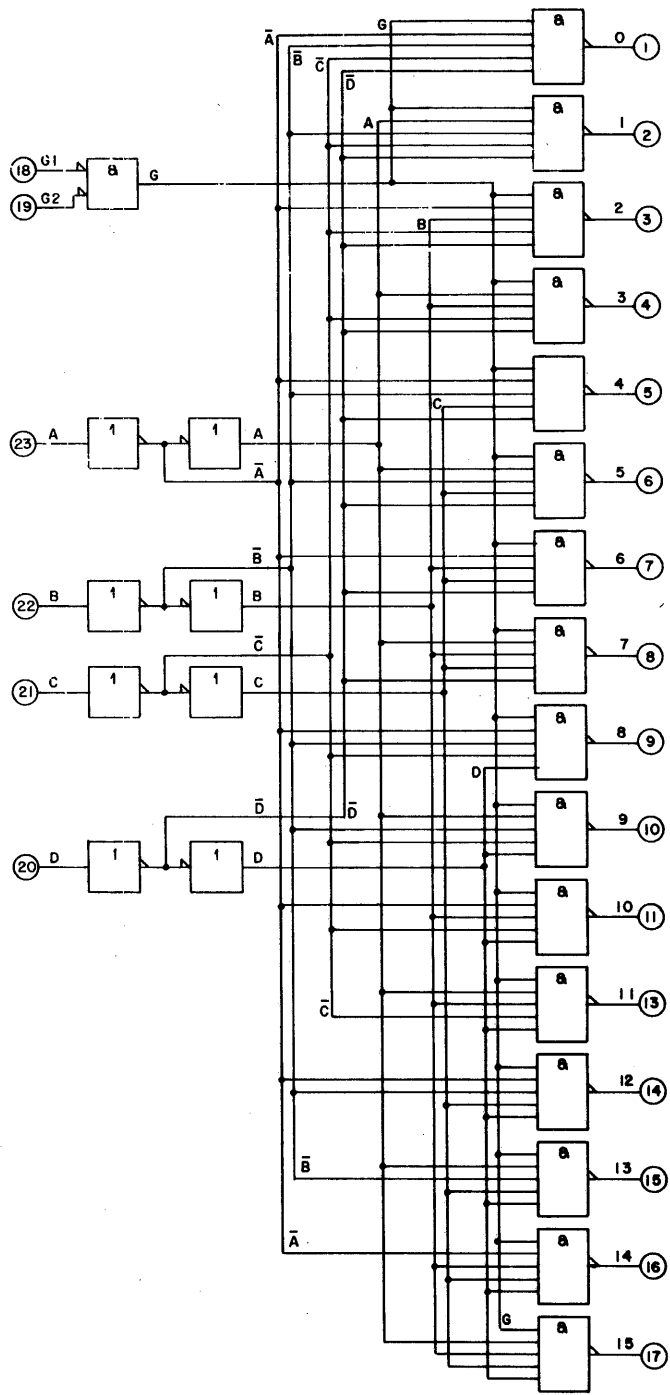 G & 0 1
A̅
B̅
C̅
D̅
& 1 2
A
18 G1 & G
19 G2
& 2 3
B
& 3 4
4 5
C
23 A 1 1 A
A̅
& 5 6
& 6 7
B̅
22 B 1 1 B
& 7 8
C̅
21 C 1 1 C
& 8 9
D
D̅ D̅
& 9 10
20 D 1 1 D
& 10 11
& 11 13
C̅
& 12 14
& 13 15
B̅
& 14 16
A̅
G
& 15 17